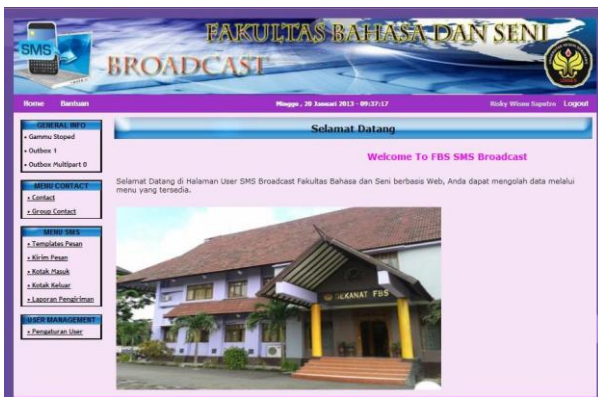 SMS
FAKULTAS BAHASA DAN SENI
BROADCAST
Home Bantuan Minggu, 20 Januari 2013 - 09:37:17 Risky Wisnu Saputro Logout
GENERAL INFO
• Gammu Stoped
• Outbox 1
• Outbox Multipart 0
MENU CONTACT
• Contact
• Group Contact
MENU SMS
• Templates Pesan
• Kirim Pesan
• Kotak Masuk
• Kotak Keluar
• Laporan Pengiriman
USER MANAGEMENT
• Pengaturan User
Selamat Datang
Welcome To FBS SMS Broadcast
Selamat Datang di Halaman User SMS Broadcast Fakultas Bahasa dan Seni berbasis Web, Anda dapat mengolah data melalui
menu yang tersedia.
DEKANAT FBS